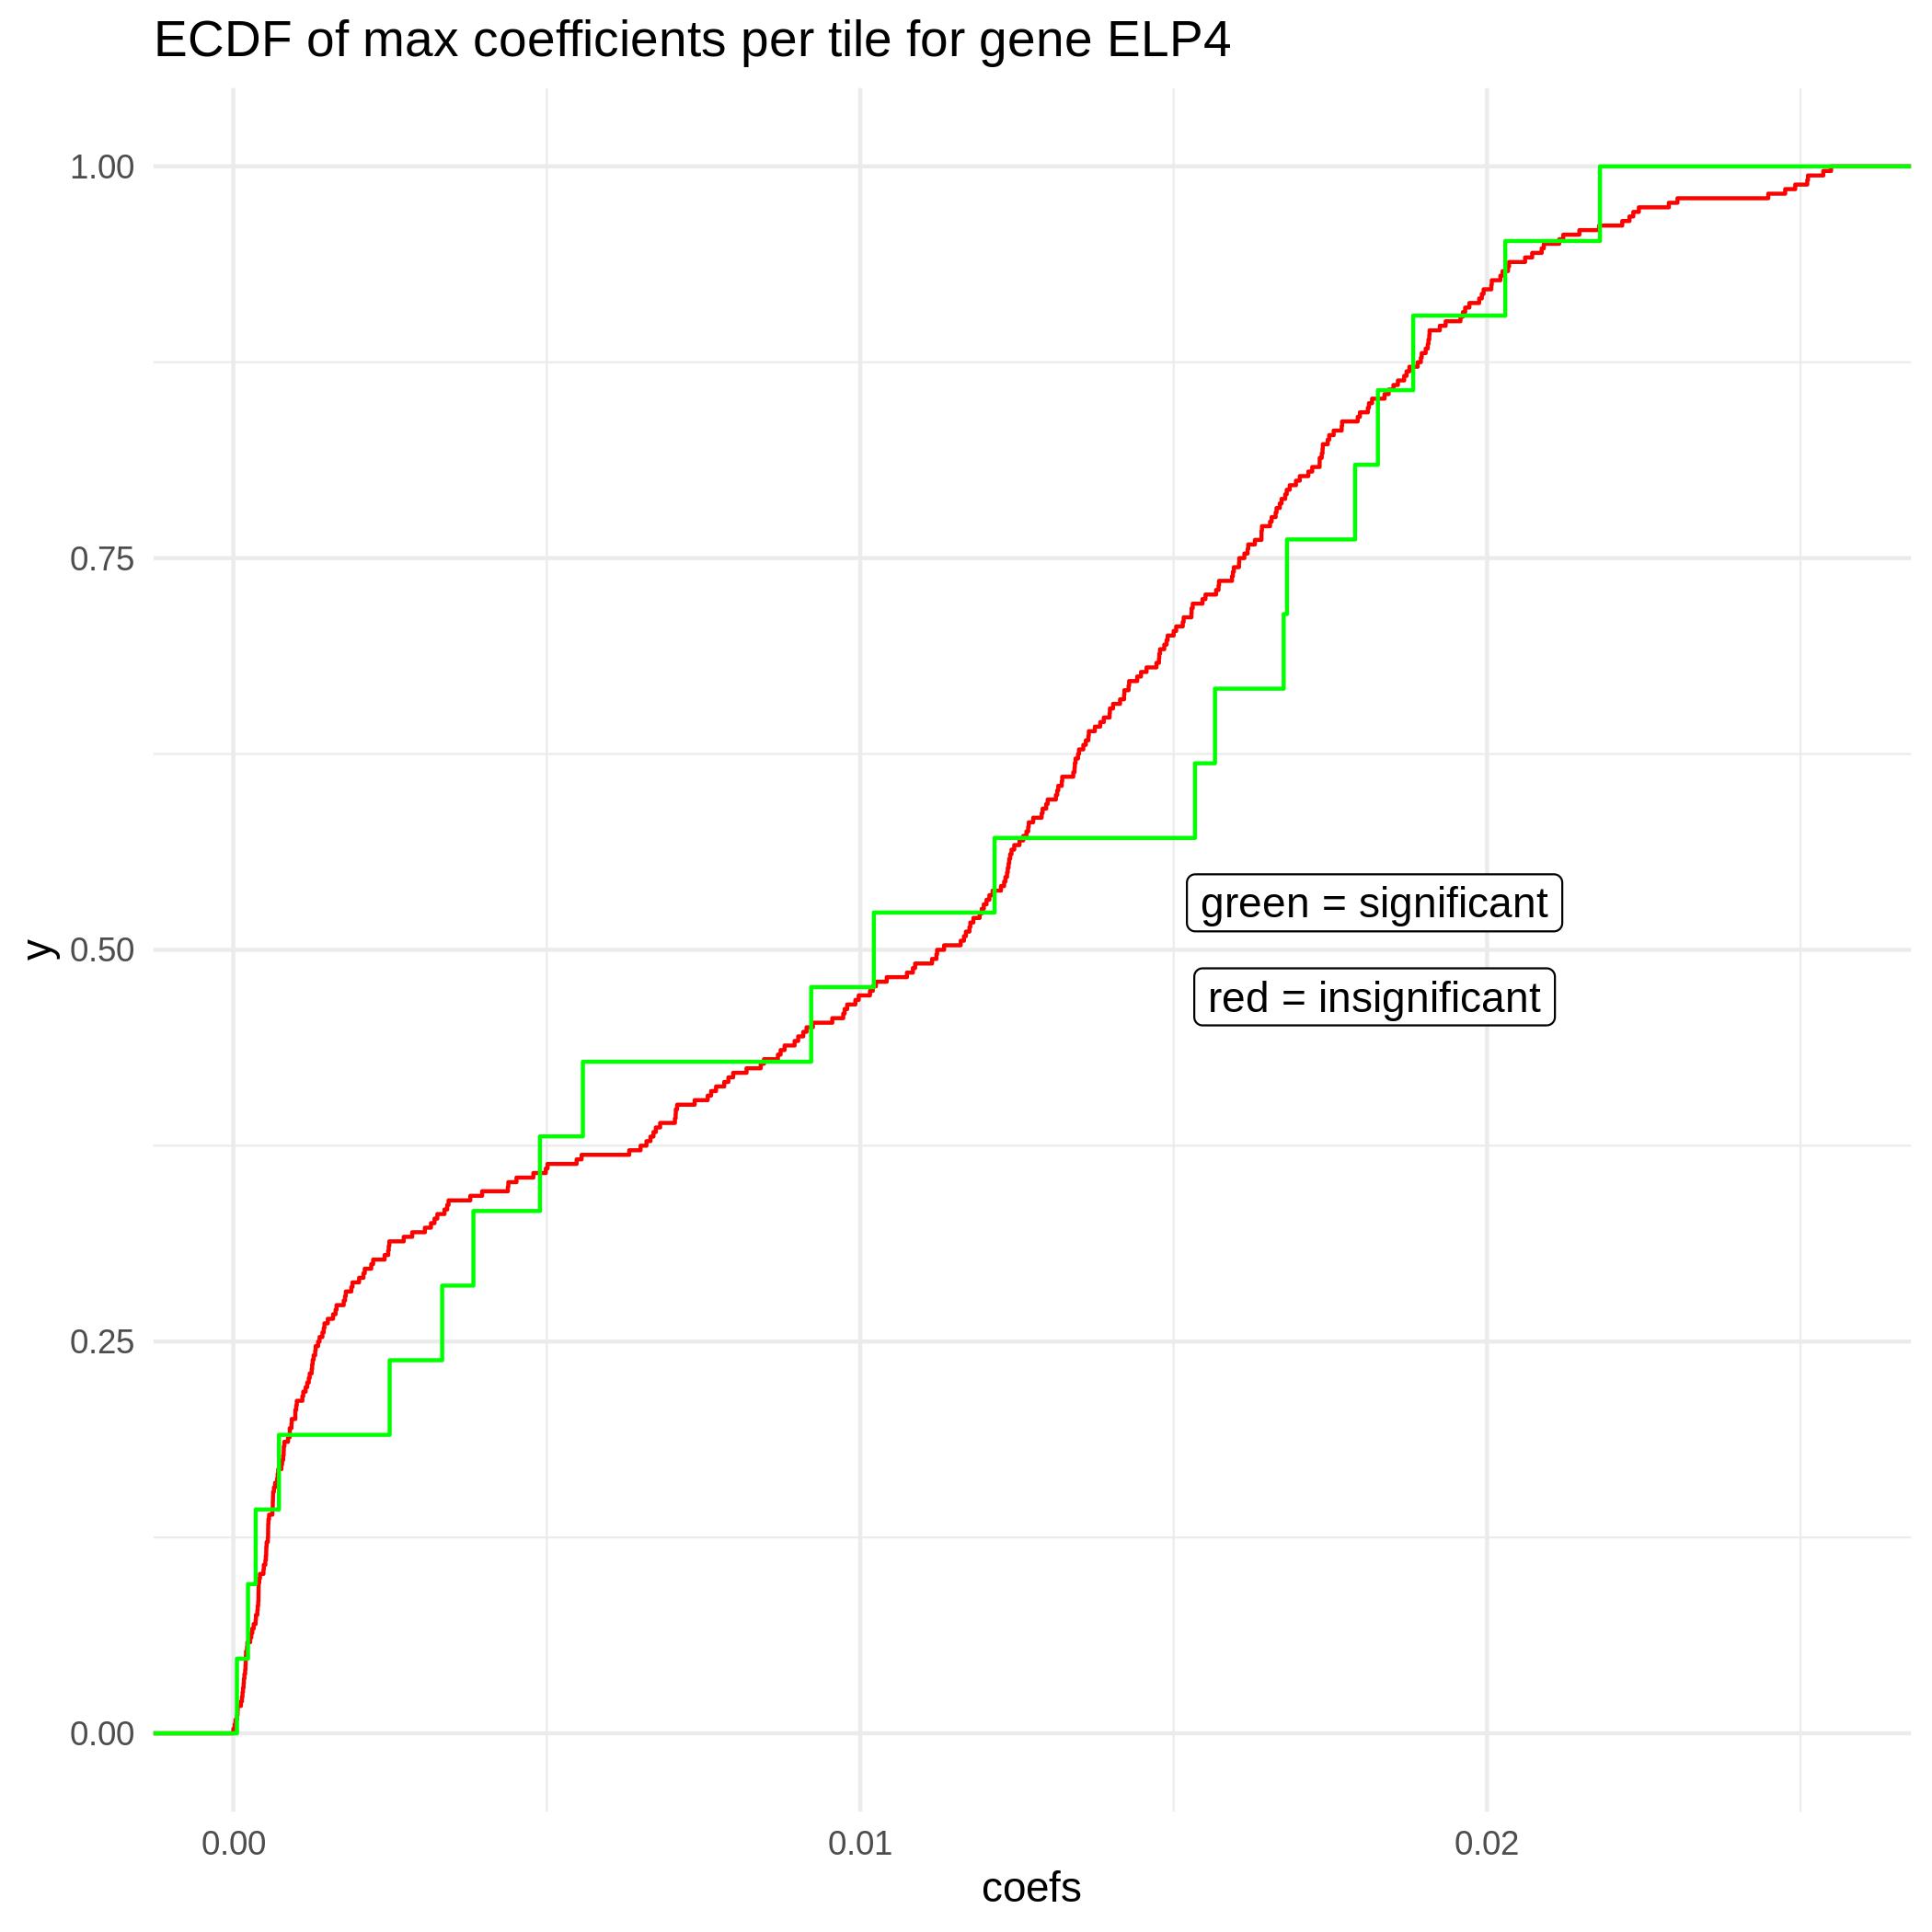 ECDF of max coefficients per tile for gene ELP4
1.00
0.75
y
0.50
0.25
0.00
green = significant
red = insignificant
0.00 0.01 0.02
coefs